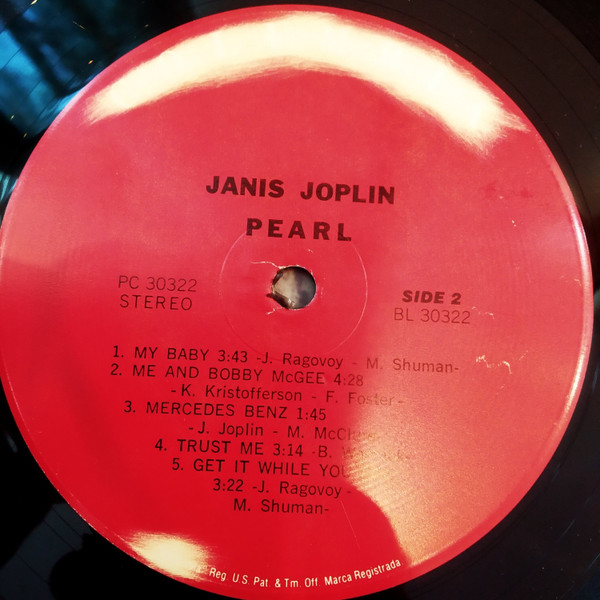 JANIS JOPLIN
PEARL
PC 30322
STEREO
SIDE 2
BL 30322
1. MY BABY 3:43 -J. Ragovoy - M. Shuman-
2. ME AND BOBBY McGEE 4:28
-K. Kristofferson - F. Foster-
3. MERCEDES BENZ 1:45
-J. Joplin - M.
4. TRUST ME 3:14 -B.
5. GET IT WHILE
3:22 -J. Ragovoy -
M. Shuman-
Reg. U.S. Pat. & Tm. Off. Marca Registrada